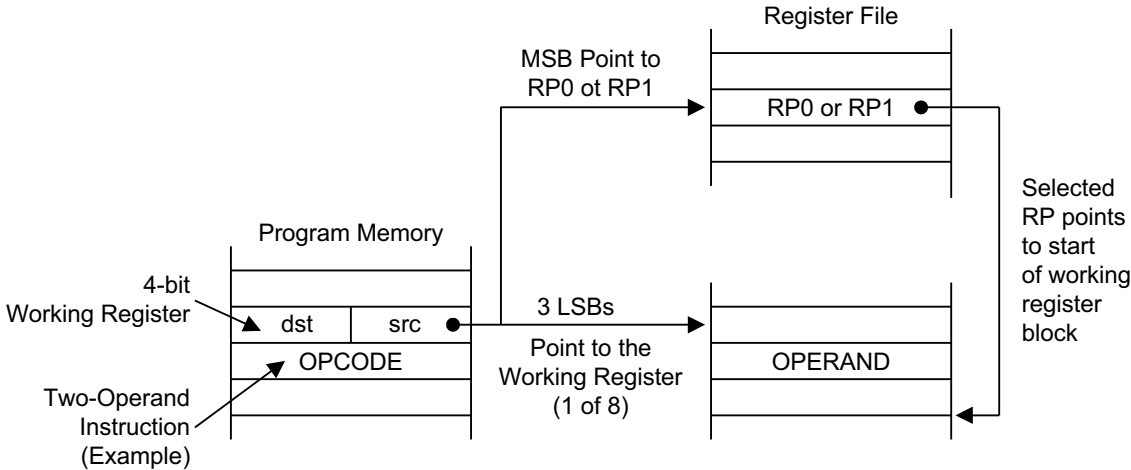 Register File
MSB Point to
RP0 ot RP1
RP0 or RP1
Selected
RP points
to start
of working
register
block
Program Memory
4-bit
Working Register
dst
src
3 LSBs
OPCODE
Point to the
Working Register
(1 of 8)
OPERAND
Two-Operand
Instruction
(Example)